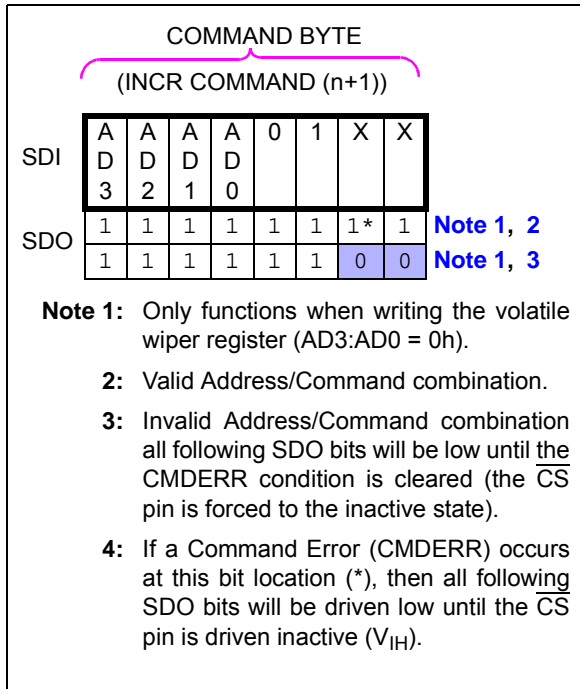 COMMAND BYTE
(INCR COMMAND (n+1))
SDI
A A A A 0 1 X X
D D D D
3 2 1 0
SDO
1 1 1 1 1 1 1* 1 Note 1, 2
1 1 1 1 1 1 0 0 Note 1, 3
Note 1: Only functions when writing the volatile
wiper register (AD3:AD0 = 0h).
2: Valid Address/Command combination.
3: Invalid Address/Command combination
all following SDO bits will be low until the
CMDERR condition is cleared (the CS
pin is forced to the inactive state).
4: If a Command Error (CMDERR) occurs
at this bit location (*), then all following
SDO bits will be driven low until the CS
pin is driven inactive (VIH).